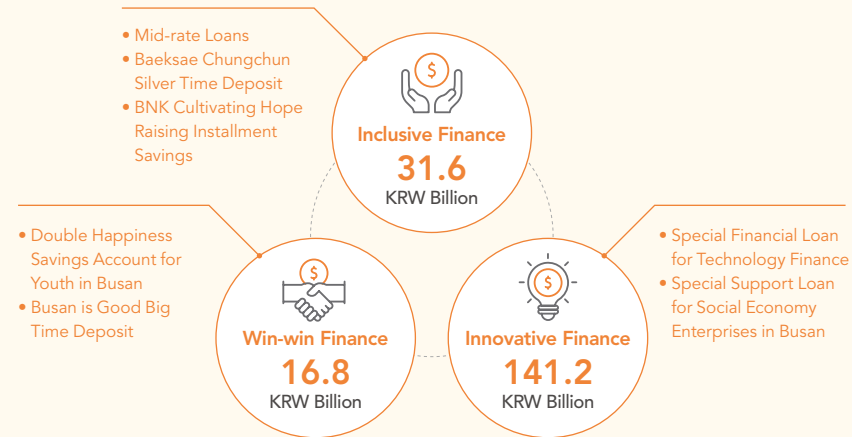 • Mid-rate Loans
• Baeksae Chungchun
Silver Time Deposit
• BNK Cultivating Hope
Raising Installment
Savings
$
Inclusive Finance
31.6
KRW Billion
• Double Happiness
Savings Account for
Youth in Busan
• Busan is Good Big
Time Deposit
$
Win-win Finance
16.8
KRW Billion
$
Innovative Finance
141.2
KRW Billion
• Special Financial Loan
for Technology Finance
• Special Support Loan
for Social Economy
Enterprises in Busan